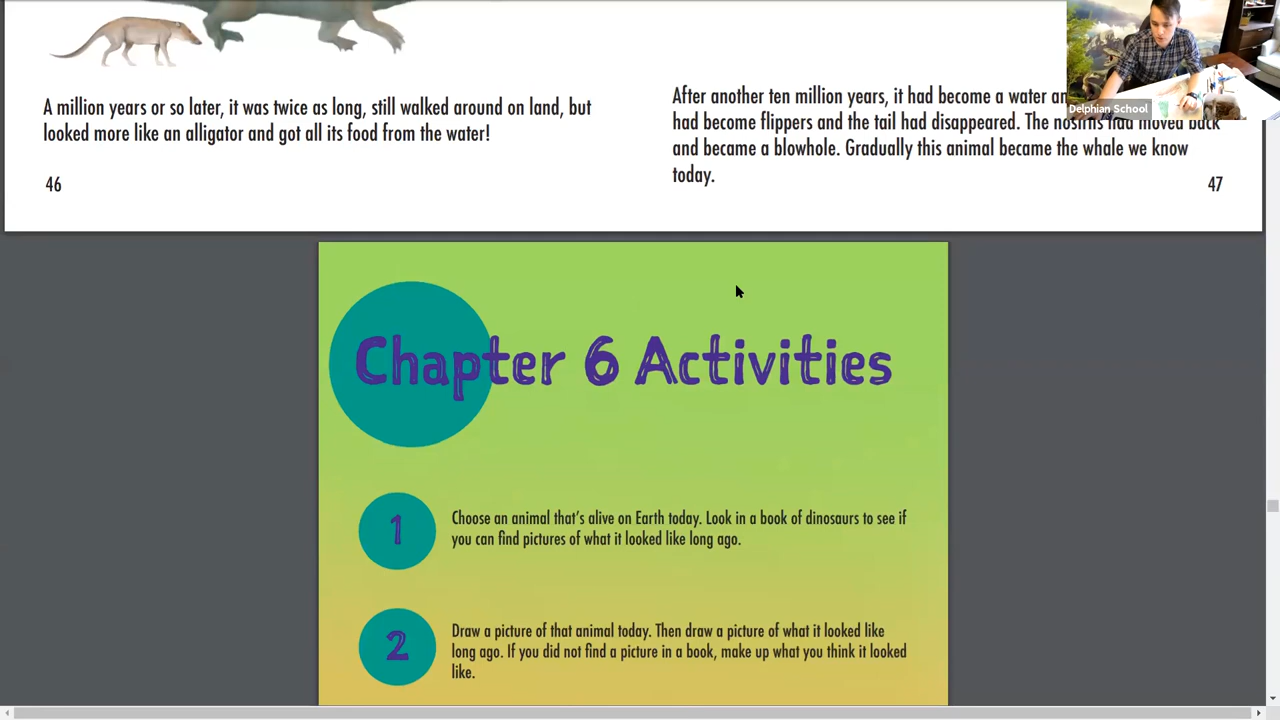 A million years or so later, it was twice as long, still walked around on land, but
looked more like an alligator and got all its food from the water!
46
After another ten million years, it had become a water
had become flippers and the tail had disappeared. The nostrils had moved back
and became a blowhole. Gradually this animal became the whale we know
today.
47
Delphian School
Chapter 6 Activities
1
Choose an animal that's alive on Earth today. Look in a book of dinosaurs to see if
you can find pictures of what it looked like long ago.
2
Draw a picture of that animal today. Then draw a picture of what it looked like
long ago. If you did not find a picture in a book, make up what you think it looked
like.